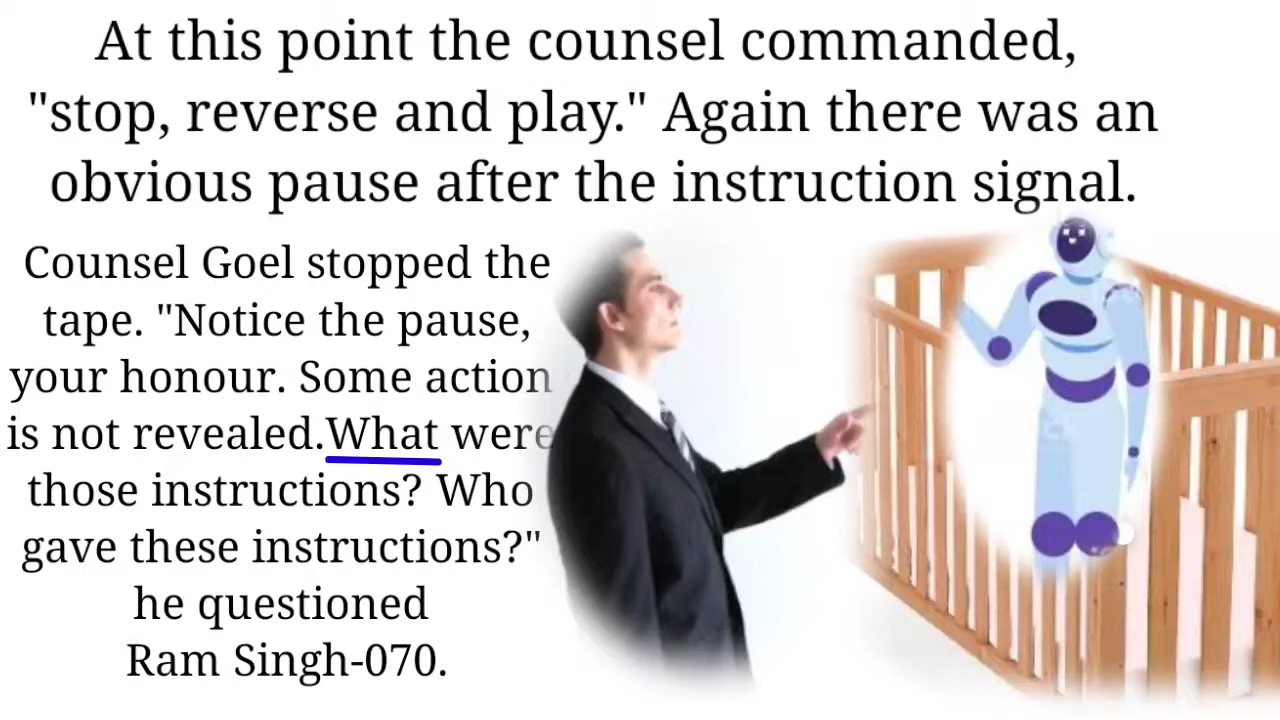 At this point the counsel commanded,
"stop, reverse and play." Again there was an
obvious pause after the instruction signal.
Counsel Goel stopped the
tape. "Notice the pause,
your honour. Some action
is not revealed.What were
those instructions? Who
gave these instructions?"
he questioned
Ram Singh-070.